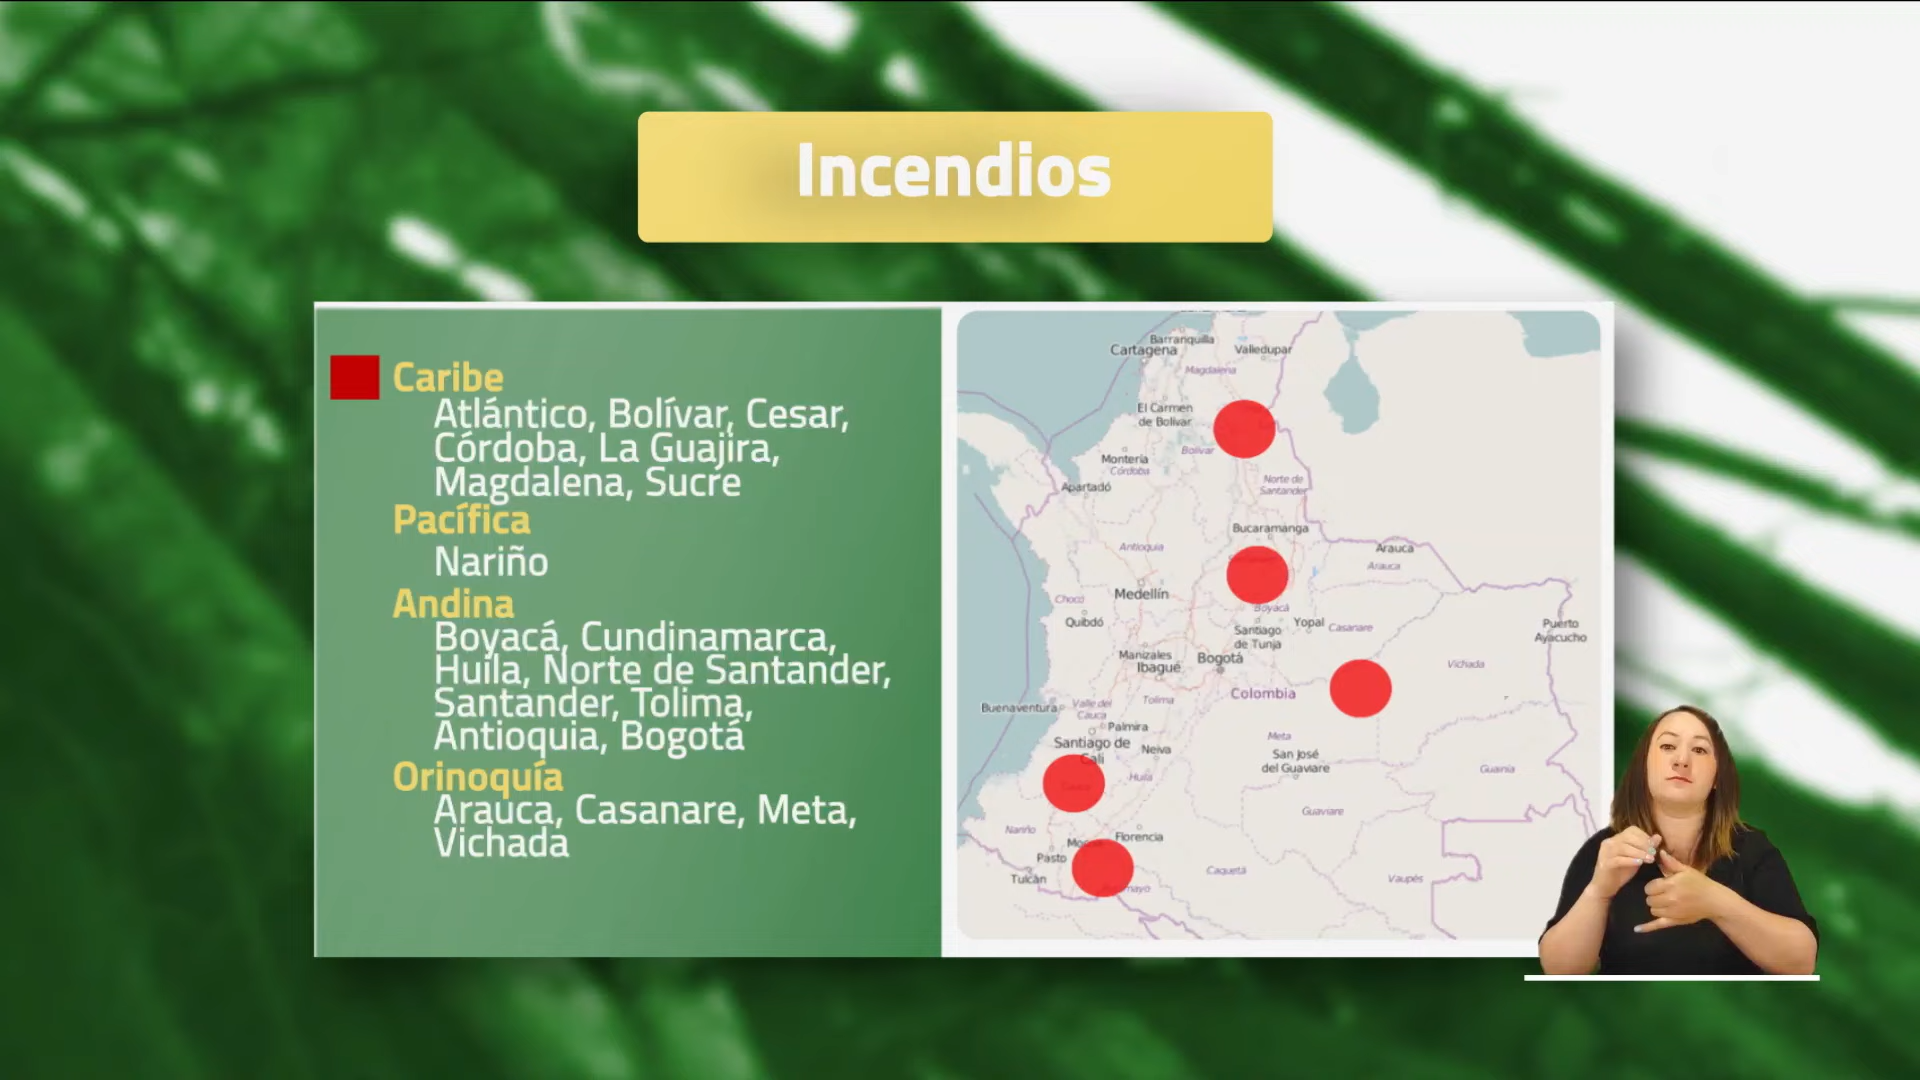 Incendios
Caribe
Atlántico, Bolívar, Cesar,
Córdoba, La Guajira,
Magdalena, Sucre
Pacífica
Nariño
Andina
Boyacá, Cundinamarca,
Huila, Norte de Santander,
Santander, Tolima,
Antioquia, Bogotá
Orinoquía
Arauca, Casanare, Meta,
Vichada
Barranquilla
Cartagena
Valledupar
Magdalena
El Carmen
de Bolívar
Bolívar
Montería
Córdoba
Apartadó
Norte de
Santander
Bucaramanga
Antioquia
Arauca
Arauca
Medellín
Chocó
Boyacá
Quibdó
Santiago
de Tunja
Yopal
Casanare
Puerto
Ayacucho
Manizales
Ibagué
Bogotá
Vichada
Colombia
Buenaventura
Valle del
Cauca
Tolima
Palmira
Santiago de
Cali
Neiva
Meta
San José
del Guaviare
Huila
Guainía
Guaviare
Nariño
Florencia
Pasto
Tulcán
Caquetá
Vaupés